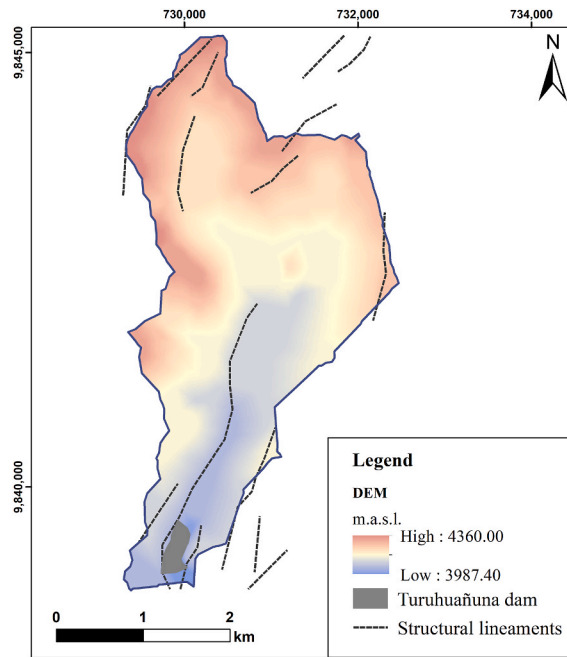 730,000 732,000 734,000
9,845,000
N
9,840,000
Legend
DEM
m.a.s.l.
High : 4360.00
Low : 3987.40
Turuhuañuna dam
Structural lineaments
0 1 2
km